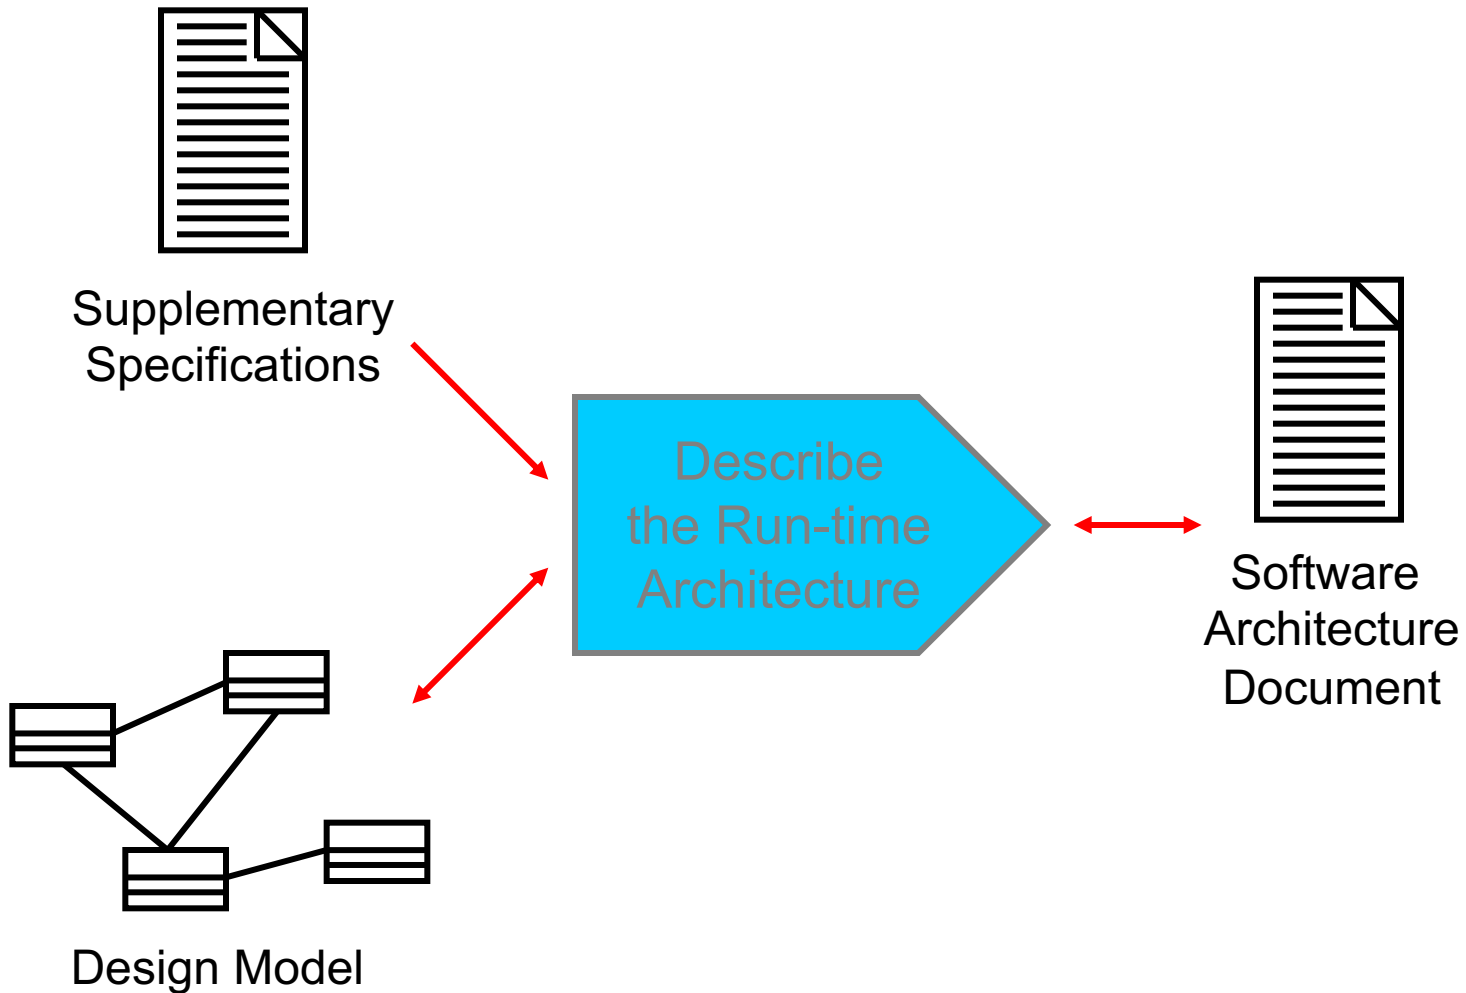 Supplementary
Specifications
Describe
the Run-time
Architecture
Software
Architecture
Document
Design Model